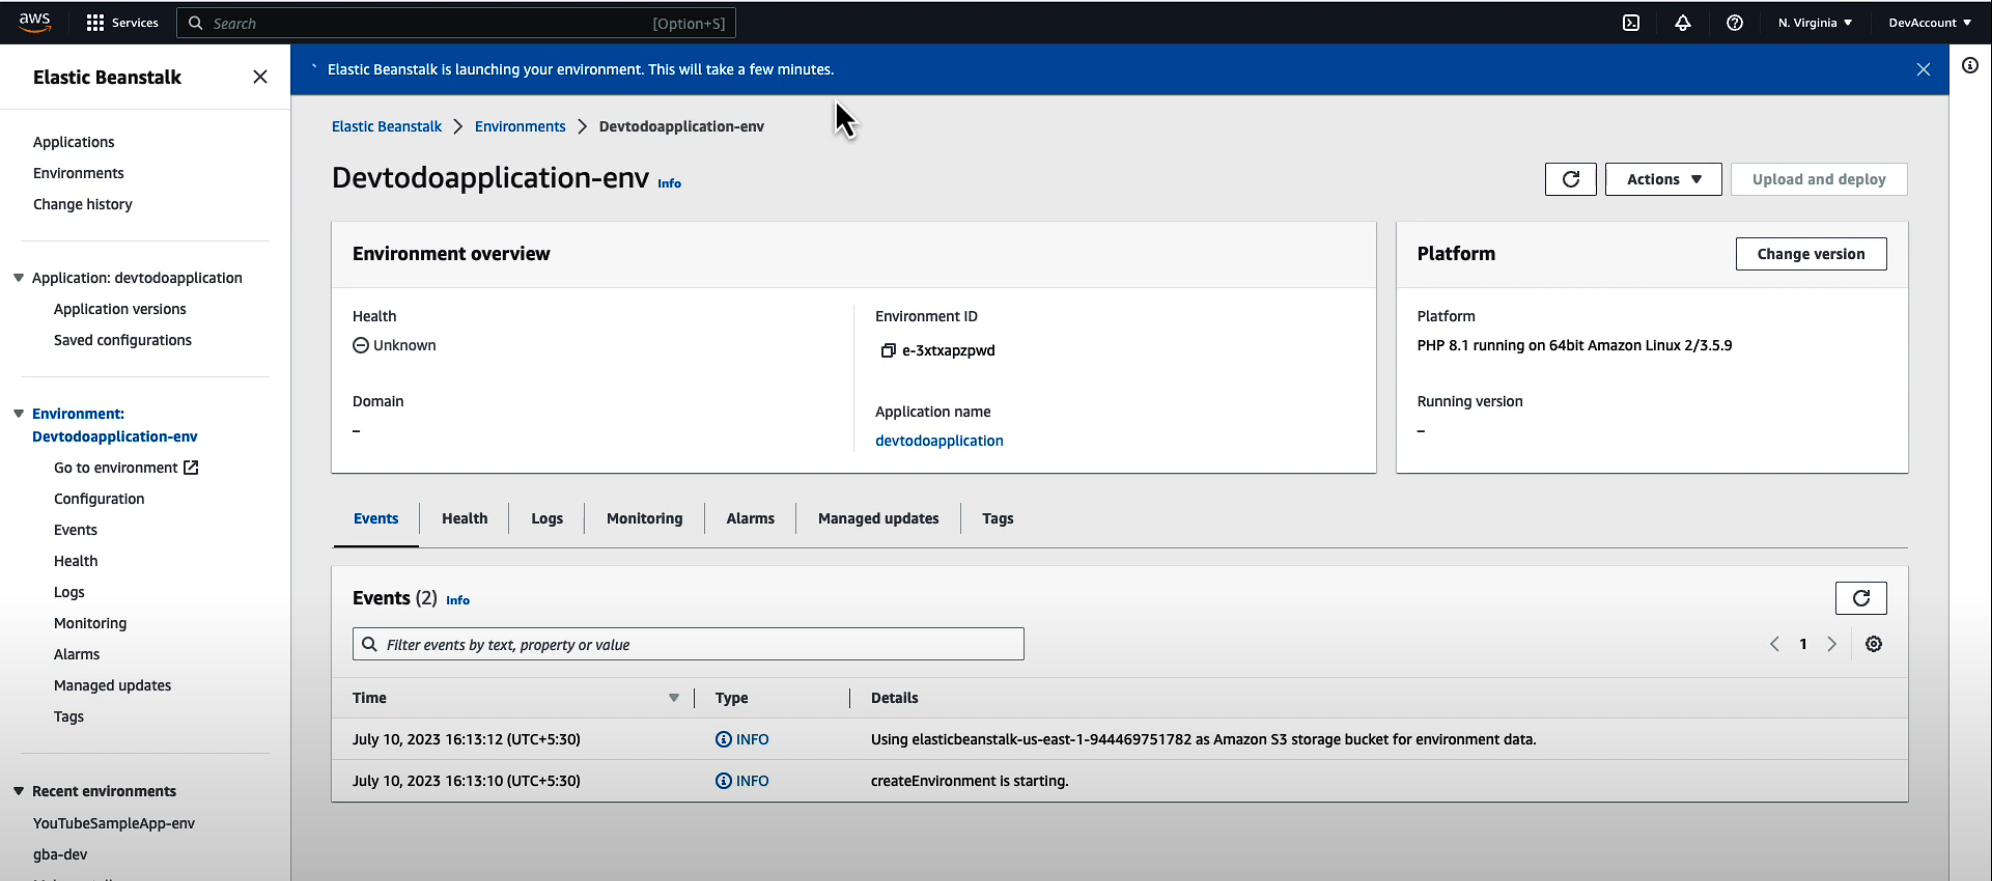 aws
Services
Search
[Option+S]
N. Virginia
DevAccount
Elastic Beanstalk
Elastic Beanstalk is launching your environment. This will take a few minutes.
Applications
Environments
Change history
Application: devtodoapplication
Application versions
Saved configurations
Environment:
Devtodoapplication-env
Go to environment
Configuration
Events
Health
Logs
Monitoring
Alarms
Managed updates
Tags
Recent environments
YouTubeSampleApp-env
gba-dev
Elastic Beanstalk > Environments > Devtodoapplication-env
Devtodoapplication-env Info
Actions
Upload and deploy
Environment overview
Health
Unknown
Domain
–
Environment ID
e-3xtxapzpwd
Application name
devtodoapplication
Platform
Change version
Platform
PHP 8.1 running on 64bit Amazon Linux 2/3.5.9
Running version
–
Events Health Logs Monitoring Alarms Managed updates Tags
Events (2) Info
Filter events by text, property or value
1
Time Type Details
July 10, 2023 16:13:12 (UTC+5:30) INFO Using elasticbeanstalk-us-east-1-944469751782 as Amazon S3 storage bucket for environment data.
July 10, 2023 16:13:10 (UTC+5:30) INFO createEnvironment is starting.